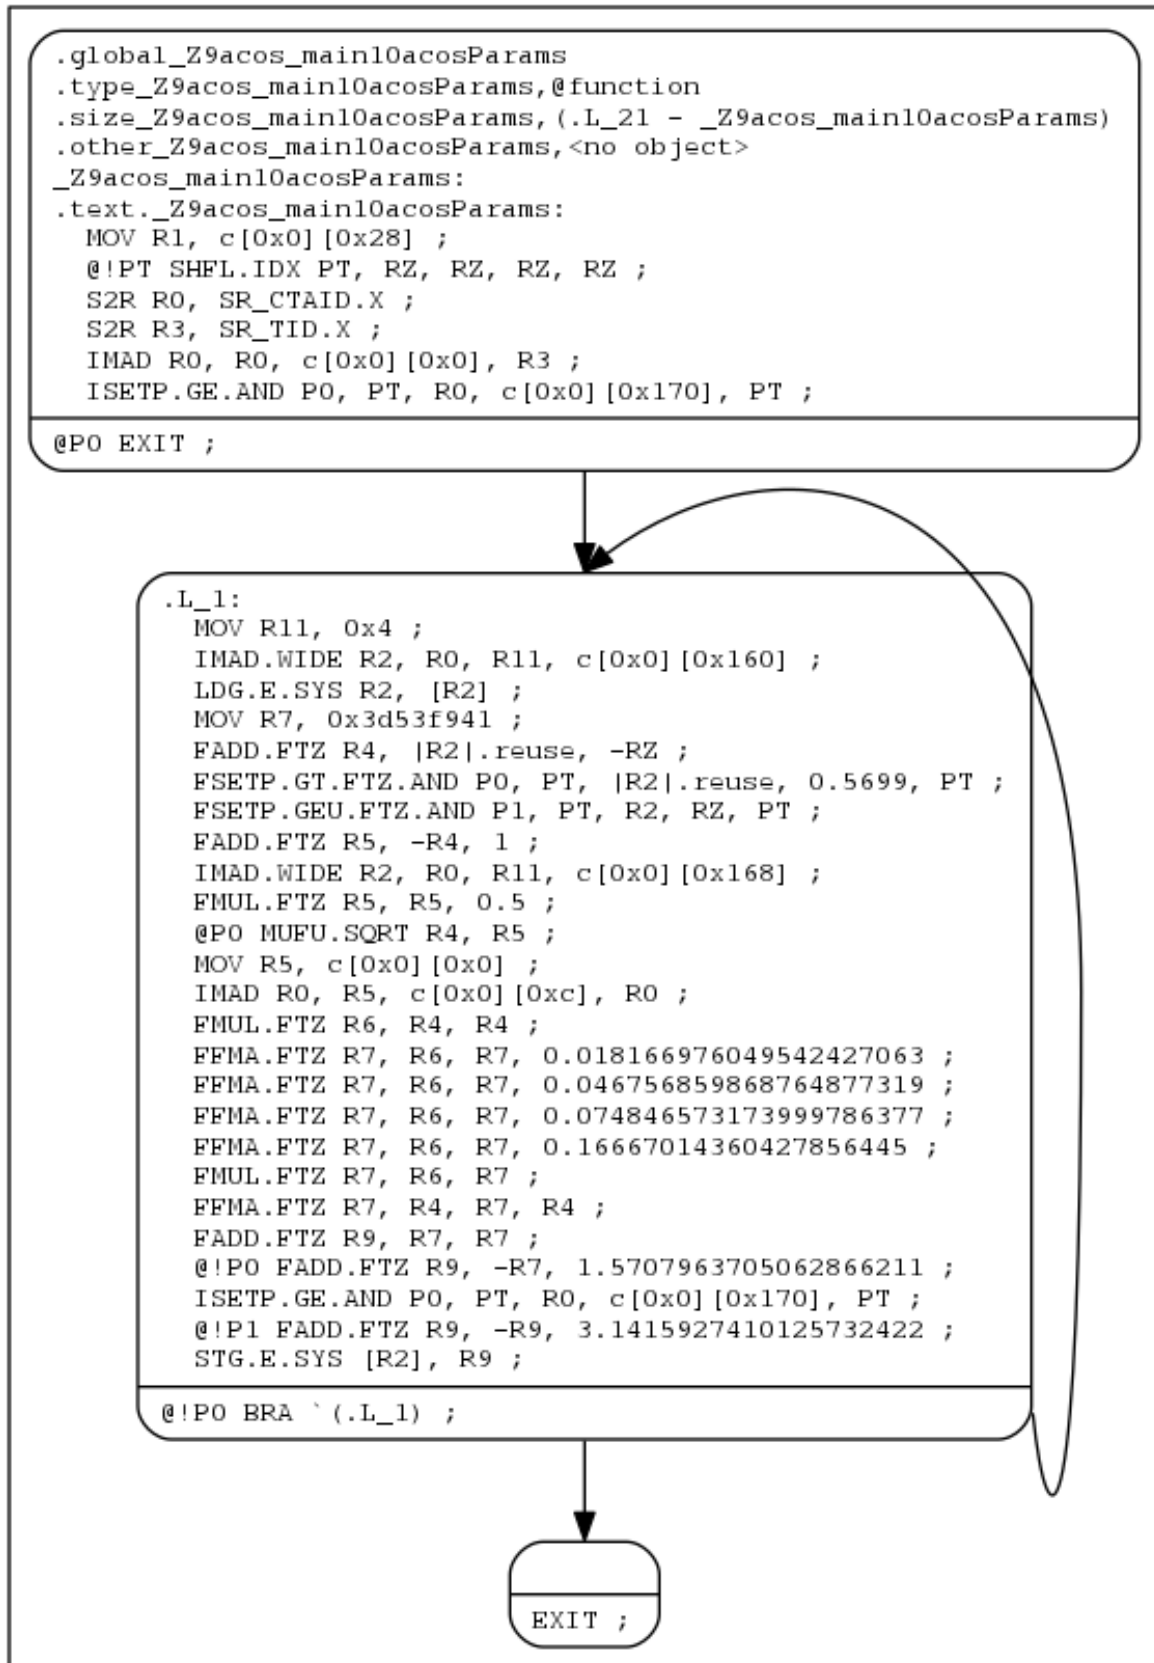 .global_Z9acos_main10acosParams
.type_Z9acos_main10acosParams,@function
.size_Z9acos_main10acosParams,(.L_21 - _Z9acos_main10acosParams)
.other_Z9acos_main10acosParams,<no object>
_Z9acos_main10acosParams:
.text._Z9acos_main10acosParams:
MOV R1, c[0x0][0x28] ;
@!PT SHFL.IDX PT, RZ, RZ, RZ, RZ ;
S2R R0, SR_CTAID.X ;
S2R R3, SR_TID.X ;
IMAD R0, R0, c[0x0][0x0], R3 ;
ISETP.GE.AND P0, PT, R0, c[0x0][0x170], PT ;
@P0 EXIT ;
.L_1:
MOV R11, 0x4 ;
IMAD.WIDE R2, R0, R11, c[0x0][0x160] ;
LDG.E.SYS R2, [R2] ;
MOV R7, 0x3d53f941 ;
FADD.FTZ R4, |R2|.reuse, -RZ ;
FSETP.GT.FTZ.AND P0, PT, |R2|.reuse, 0.5699, PT ;
FSETP.GEU.FTZ.AND P1, PT, R2, RZ, PT ;
FADD.FTZ R5, -R4, 1 ;
IMAD.WIDE R2, R0, R11, c[0x0][0x168] ;
FMUL.FTZ R5, R5, 0.5 ;
@P0 MUFU.SQRT R4, R5 ;
MOV R5, c[0x0][0x0] ;
IMAD R0, R5, c[0x0][0xc], R0 ;
FMUL.FTZ R6, R4, R4 ;
FFMA.FTZ R7, R6, R7, 0.018166976049542427063 ;
FFMA.FTZ R7, R6, R7, 0.046756859868764877319 ;
FFMA.FTZ R7, R6, R7, 0.074846573173999786377 ;
FFMA.FTZ R7, R6, R7, 0.16667014360427856445 ;
FMUL.FTZ R7, R6, R7 ;
FFMA.FTZ R7, R4, R7, R4 ;
FADD.FTZ R9, R7, R7 ;
@!P0 FADD.FTZ R9, -R7, 1.5707963705062866211 ;
ISETP.GE.AND P0, PT, R0, c[0x0][0x170], PT ;
@!P1 FADD.FTZ R9, -R9, 3.1415927410125732422 ;
STG.E.SYS [R2], R9 ;
@!P0 BRA `(.L_1) ;
EXIT ;